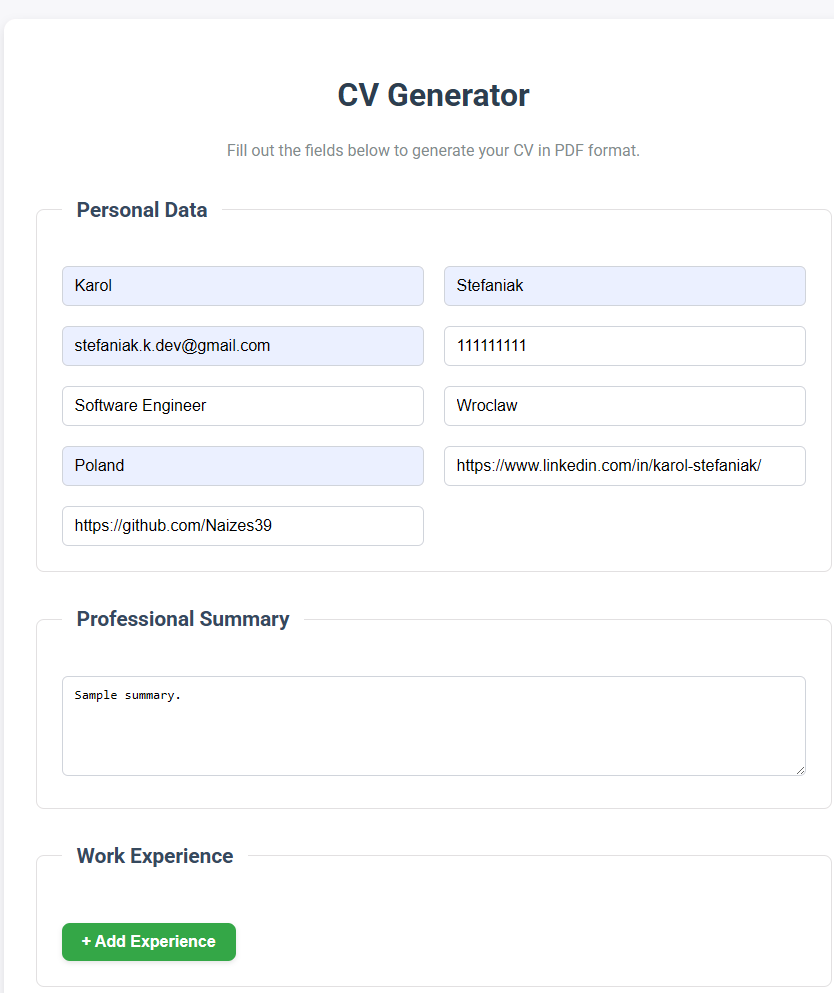 CV Generator
Fill out the fields below to generate your CV in PDF format.
Personal Data
Karol
Stefaniak
stefaniak.k.dev@gmail.com
111111111
Software Engineer
Wroclaw
Poland
https://www.linkedin.com/in/karol-stefaniak/
https://github.com/Naizes39
Professional Summary
Sample summary.
Work Experience
+ Add Experience